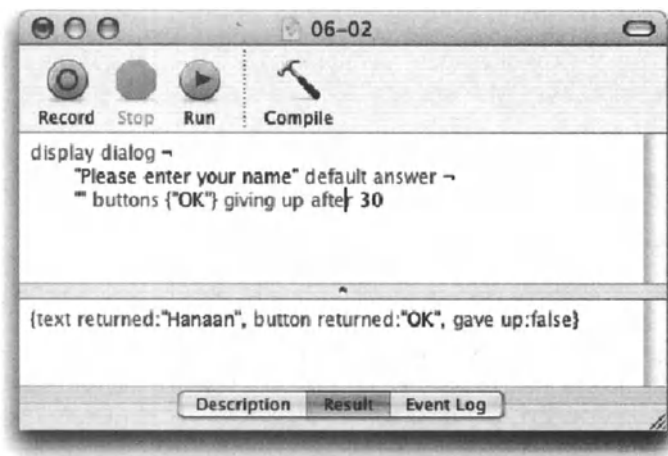 06-02
Record Stop Run Compile
display dialog ¬
"Please enter your name" default answer ¬
"" buttons {"OK"} giving up after 30
{text returned:"Hanaan", button returned:"OK", gave up:false}
Description Result Event Log